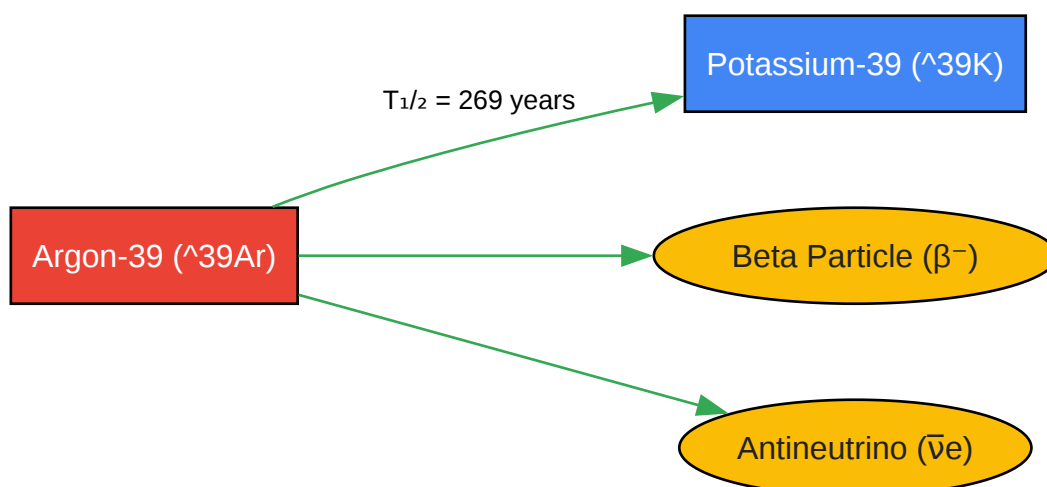 Potassium-39 (^39K)
T₁/₂ = 269 years
Argon-39 (^39Ar)
Beta Particle (β⁻)
Antineutrino (ν̅e)